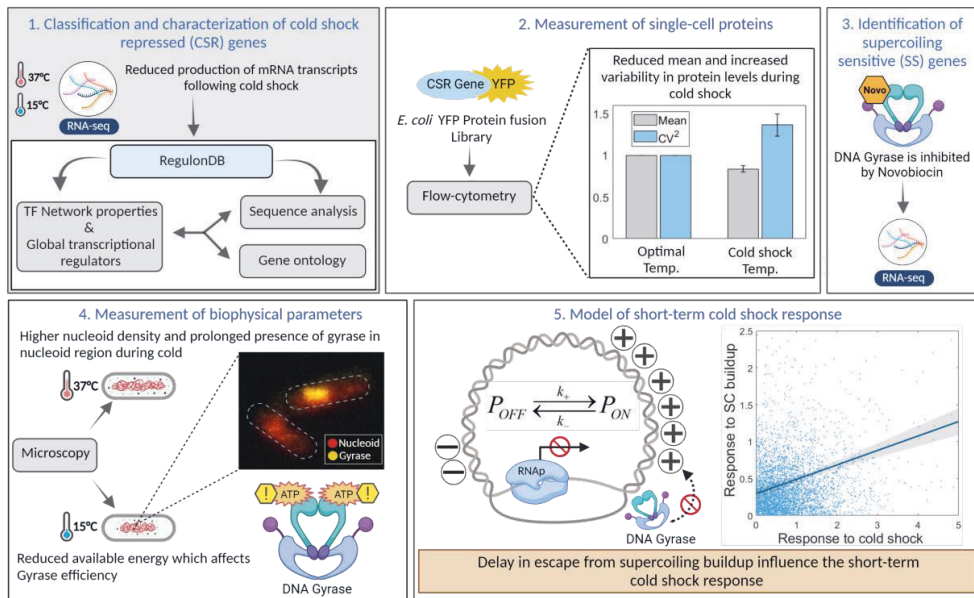 1. Classification and characterization of cold shock
repressed (CSR) genes
37°C
15°C
RNA-seq
Reduced production of mRNA transcripts
following cold shock
RegulonDB
TF Network properties
&
Global transcriptional
regulators
Sequence analysis
Gene ontology
2. Measurement of single-cell proteins
CSR Gene
YFP
E. coli YPF Protein fusion
Library
Flow-cytometry
Reduced mean and increased
variability in protein levels during
cold shock
Mean
CV²
1.5
1
0.5
0
Optimal
Temp.
Cold shock
Temp.
3. Identification of
supercoiling
sensitive (SS) genes
Novo
DNA Gyrase is inhibited
by Novobiocin
RNA-seq
4. Measurement of biophysical parameters
Higher nucleoid density and prolonged presence of gyrase in
nucleoid region during cold
37°C
Microscopy
15°C
Nucleoid
Gyrase
! ATP ATP !
DNA Gyrase
Reduced available energy which affects
Gyrase efficiency
5. Model of short-term cold shock response
+
+
+
+
+
+
+
−
−
P_OFF k₊ k₋ P_ON
RNAp
DNA Gyrase
Response to SC buildup
2.5
2
1.5
1
0.5
0
0 1 2 3 4 5
Response to cold shock
Delay in escape from supercoiling buildup influence the short-term
cold shock response